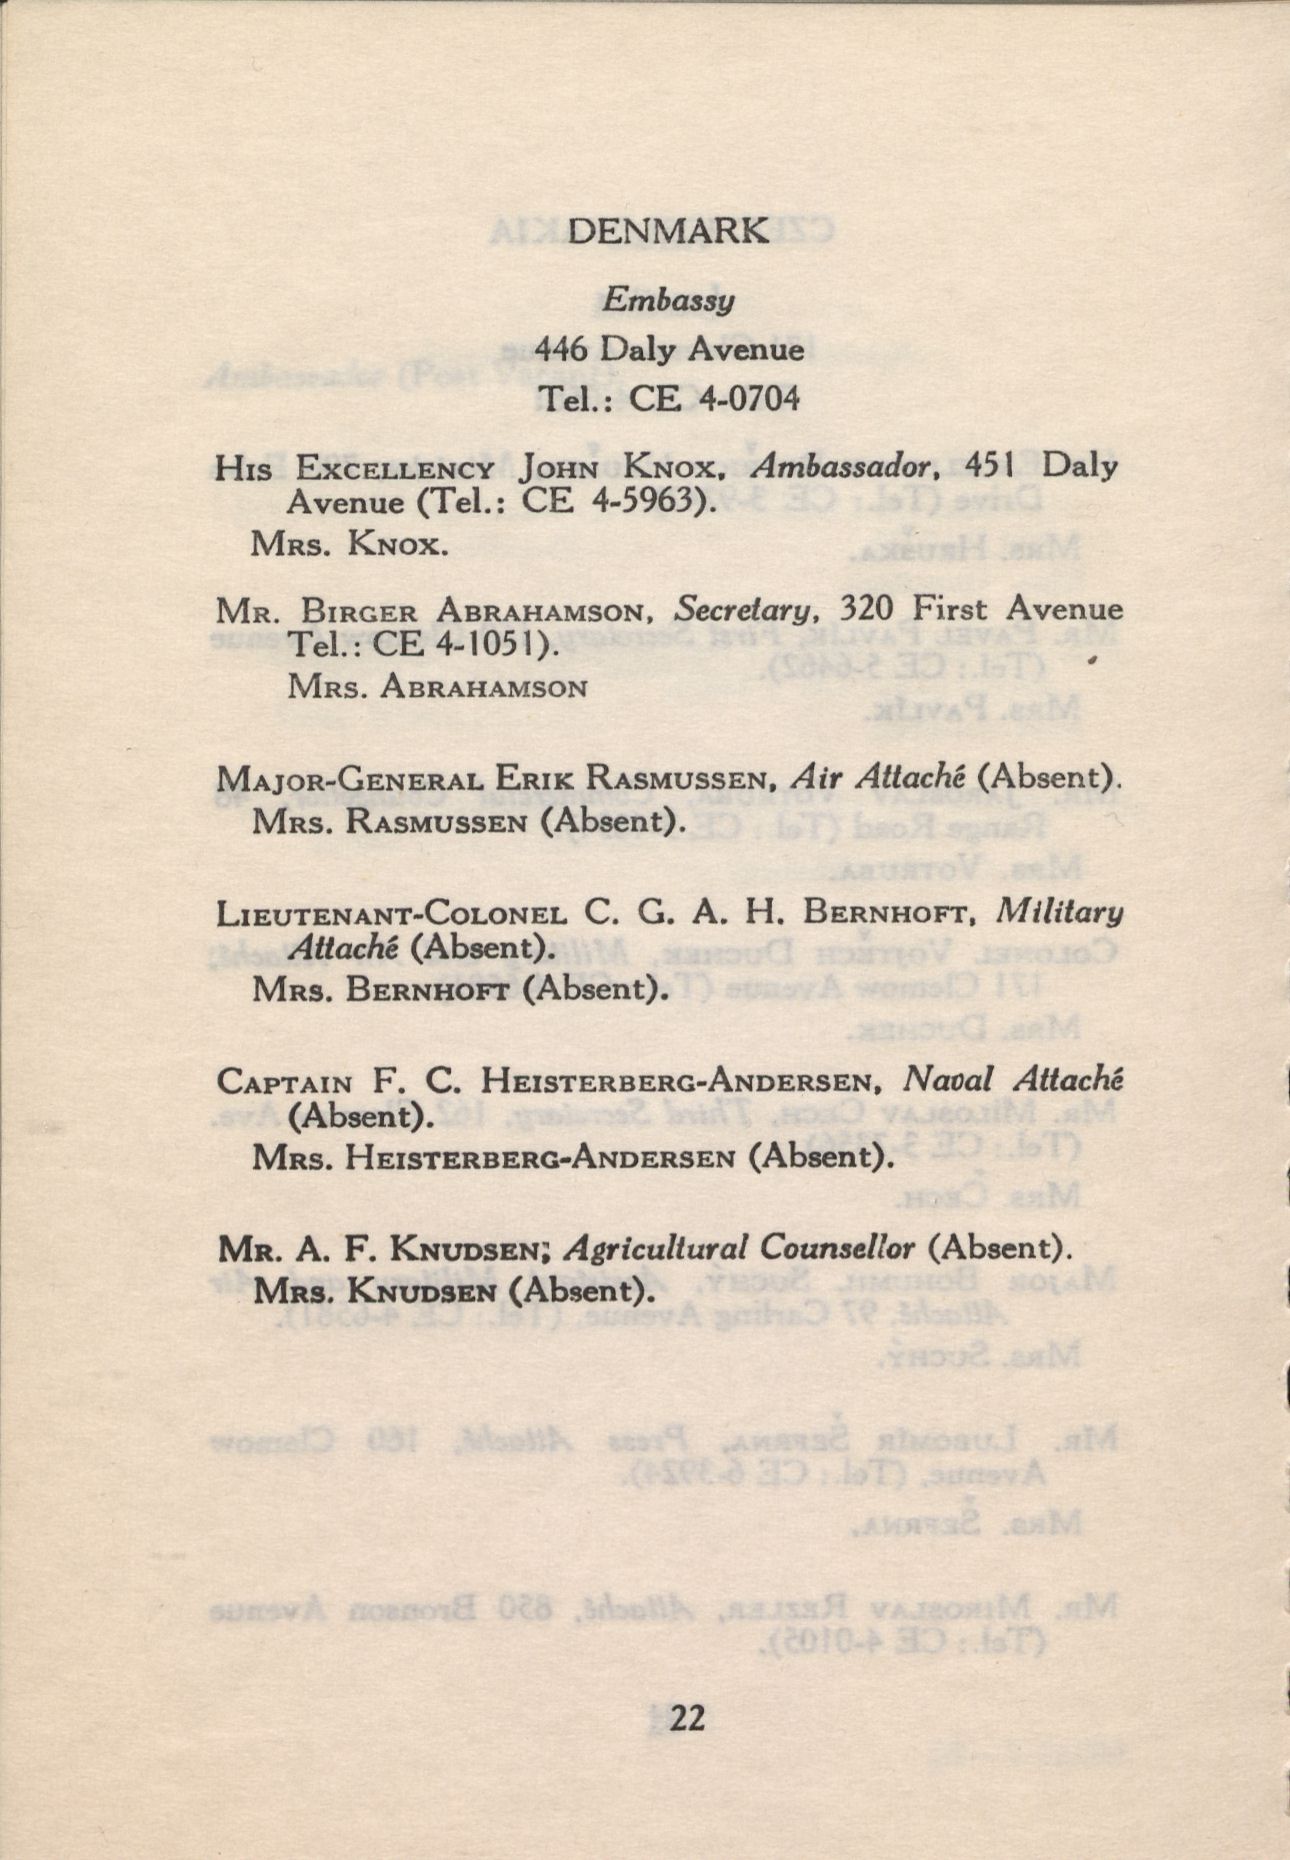 DENMARK
Embassy
446 Daly Avenue
Tel.: CE 4-0704
His Excellency John Knox, Ambassador, 451 Daly
Avenue (Tel.: CE 4-5963).
Mrs. Knox.
Mr. Birger Abrahamson, Secretary, 320 First Avenue
Tel.: CE 4-1051).
Mrs. Abrahamson
Major-General Erik Rasmussen, Air Attaché (Absent).
Mrs. Rasmussen (Absent).
Lieutenant-Colonel C. G. A. H. Bernhoft, Military
Attaché (Absent).
Mrs. Bernhoft (Absent).
Captain F. C. Heisterberg-Andersen, Naval Attaché
(Absent).
Mrs. Heisterberg-Andersen (Absent).
Mr. A. F. Knudsen; Agricultural Counsellor (Absent).
Mrs. Knudsen (Absent).
22